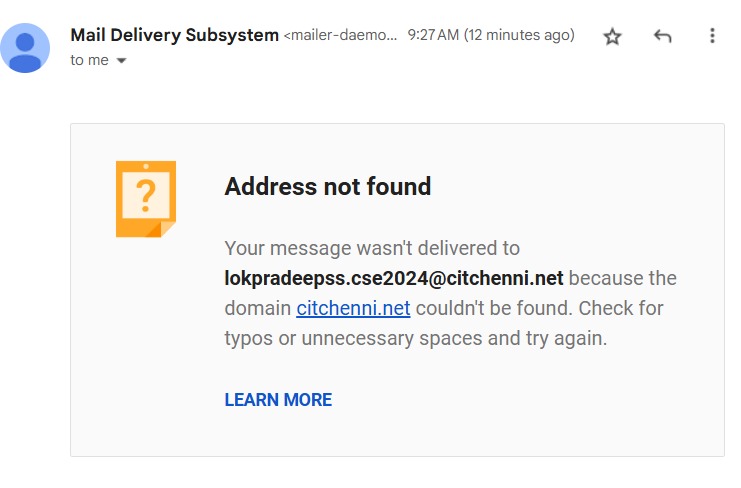 Mail Delivery Subsystem <mailer-daemo... 9:27 AM (12 minutes ago)
to me
?
Address not found
Your message wasn't delivered to
lokpradeepss.cse2024@citchenni.net because the
domain citchenni.net couldn't be found. Check for
typos or unnecessary spaces and try again.
LEARN MORE